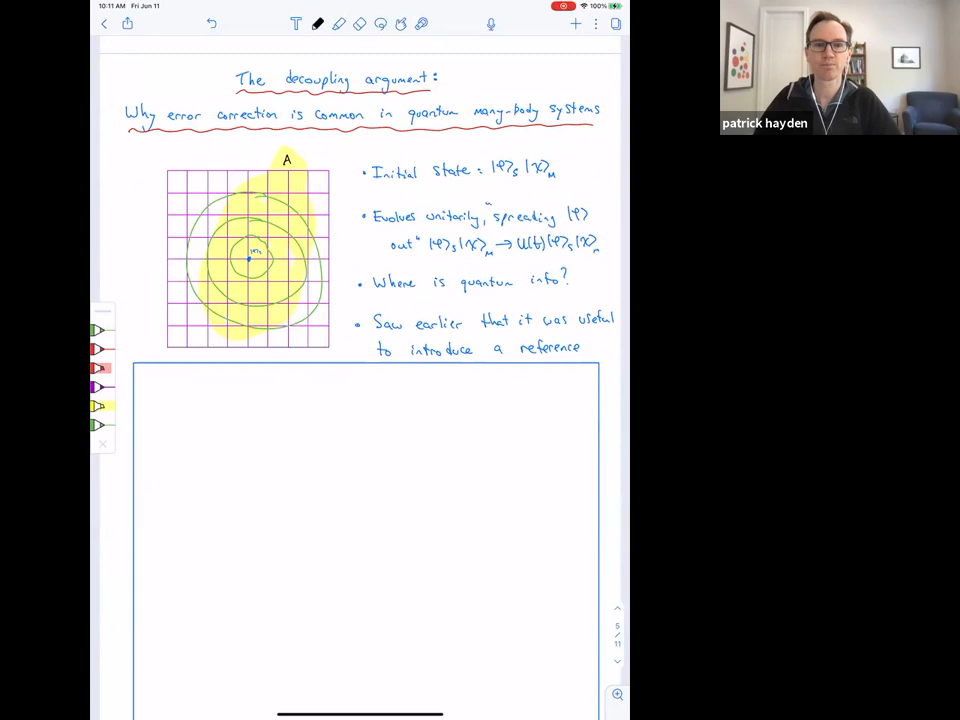 10:11 AM Fri Jun 11
100%
The decoupling argument:
Why error correction is common in quantum many-body systems
A
• Initial state: |φ⟩_S |χ⟩_M
• Evolves unitarily, "spreading |φ⟩
out" |φ⟩_S |χ⟩_M → U(t)|φ⟩_S |χ⟩
• Where is quantum info?
• Saw earlier that it was useful
to introduce a reference
5
/
11
patrick hayden